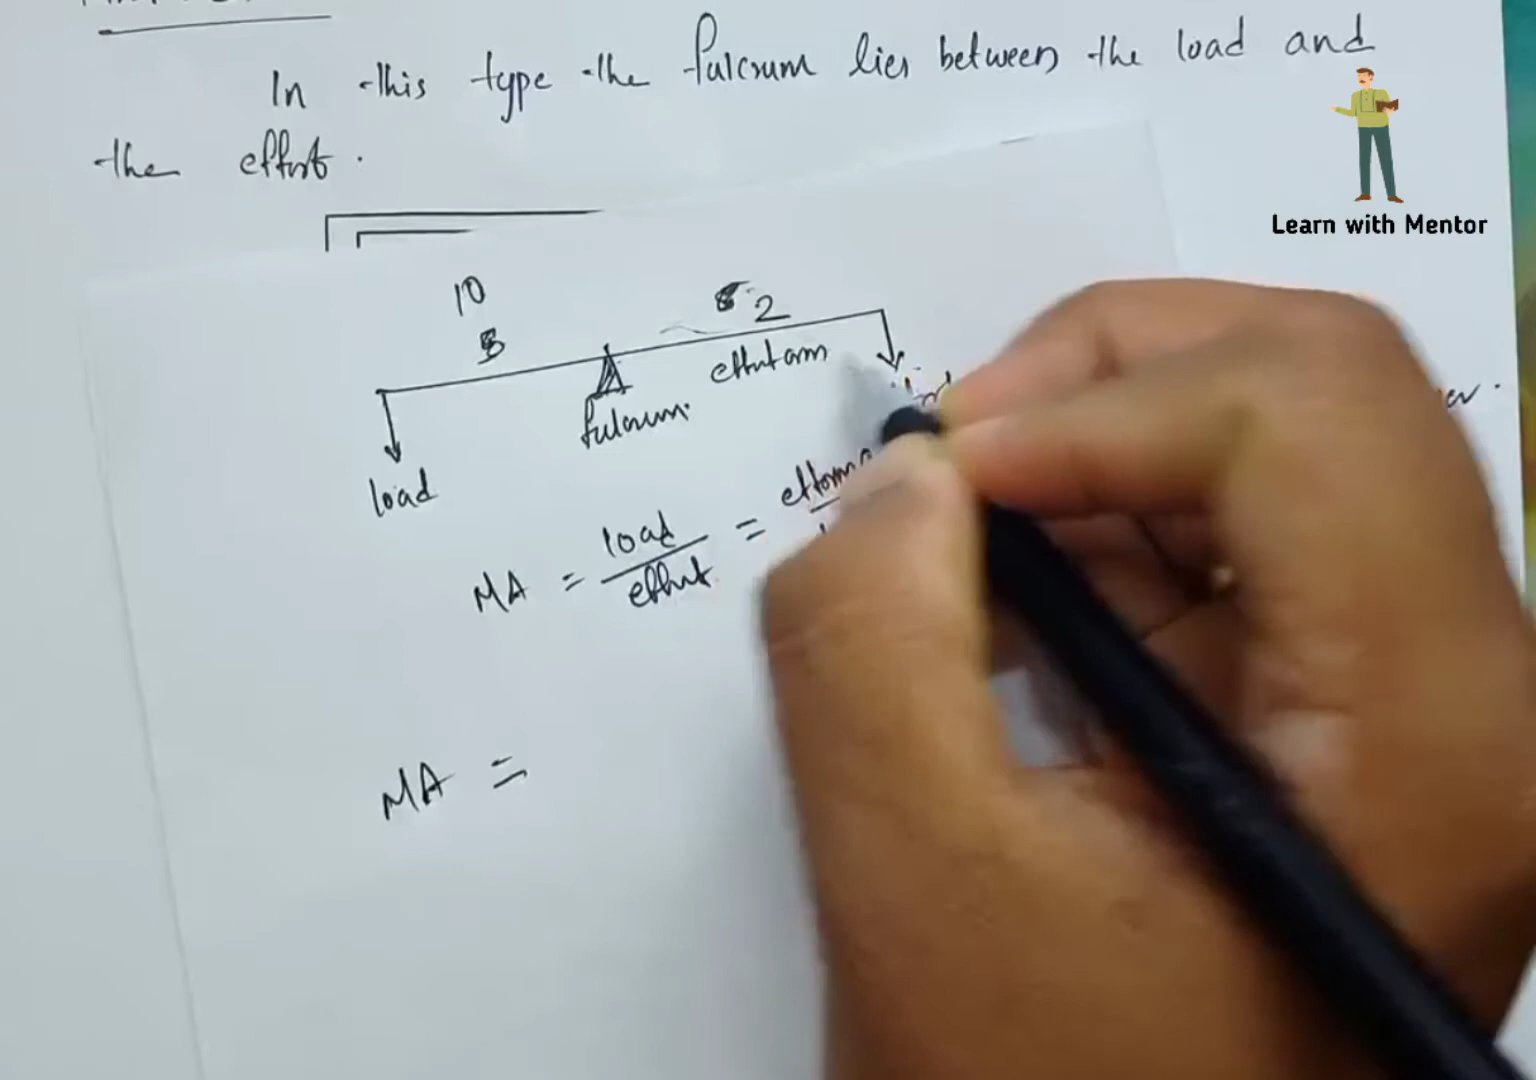 In this type the fulcrum lies between the load and
the effort.
Learn with Mentor
10
2
effort arm
fulcrum.
load
MA = load / effort =
MA =